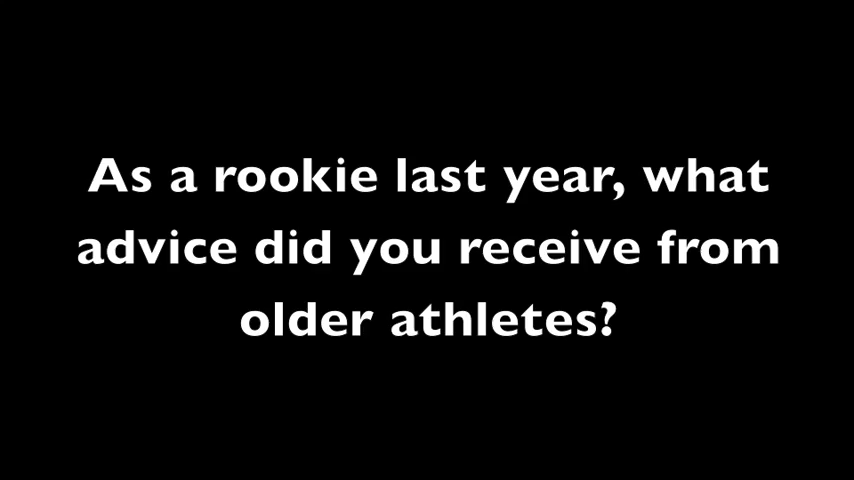 As a rookie last year, what
advice did you receive from
older athletes?